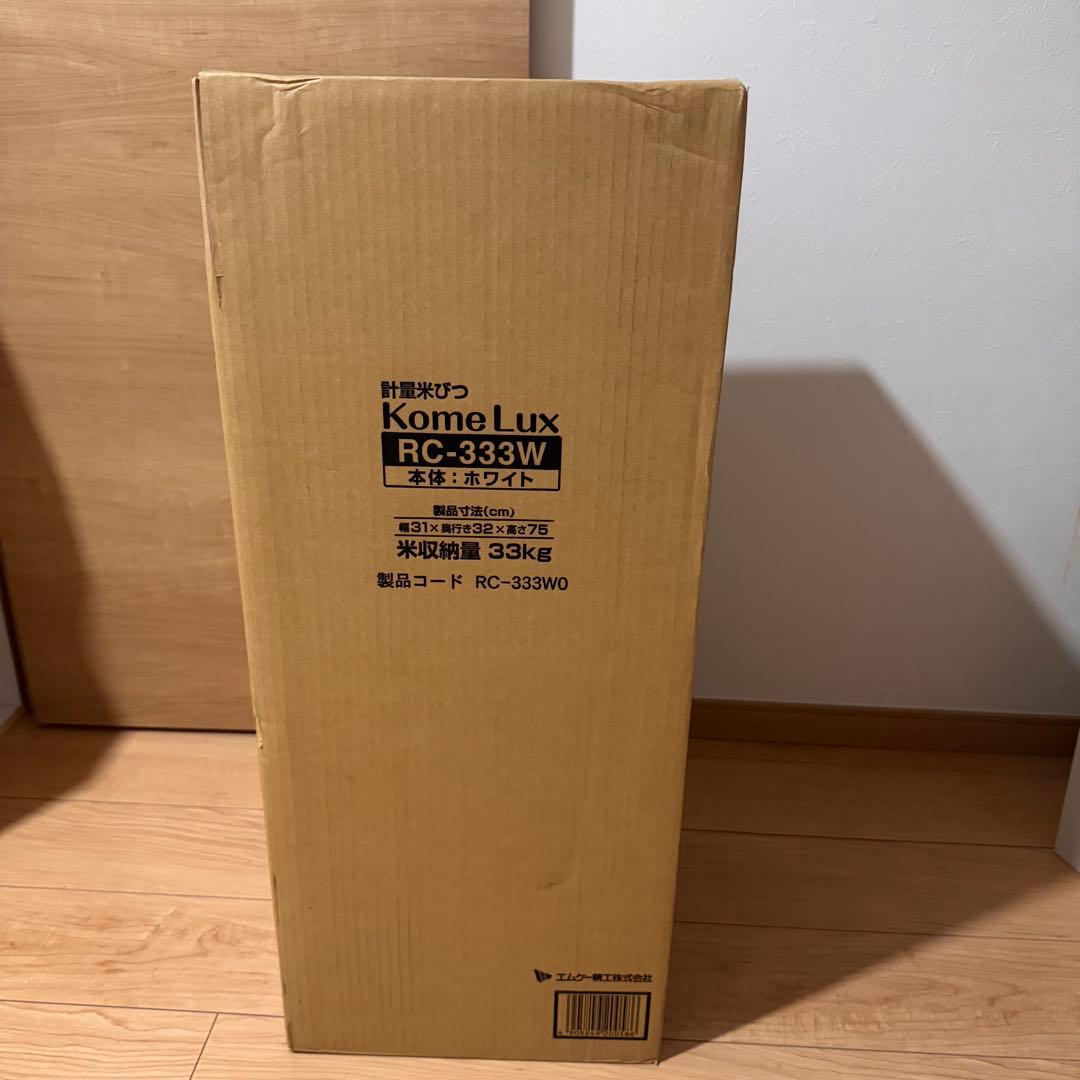 計量米びつ
KomeLux
RC-333W
本体：ホワイト
製品寸法(cm)
幅31×奥行き32×高さ75
米収納量 33kg
製品コード RC-333W0
エムケー精工株式会社
4905249200586